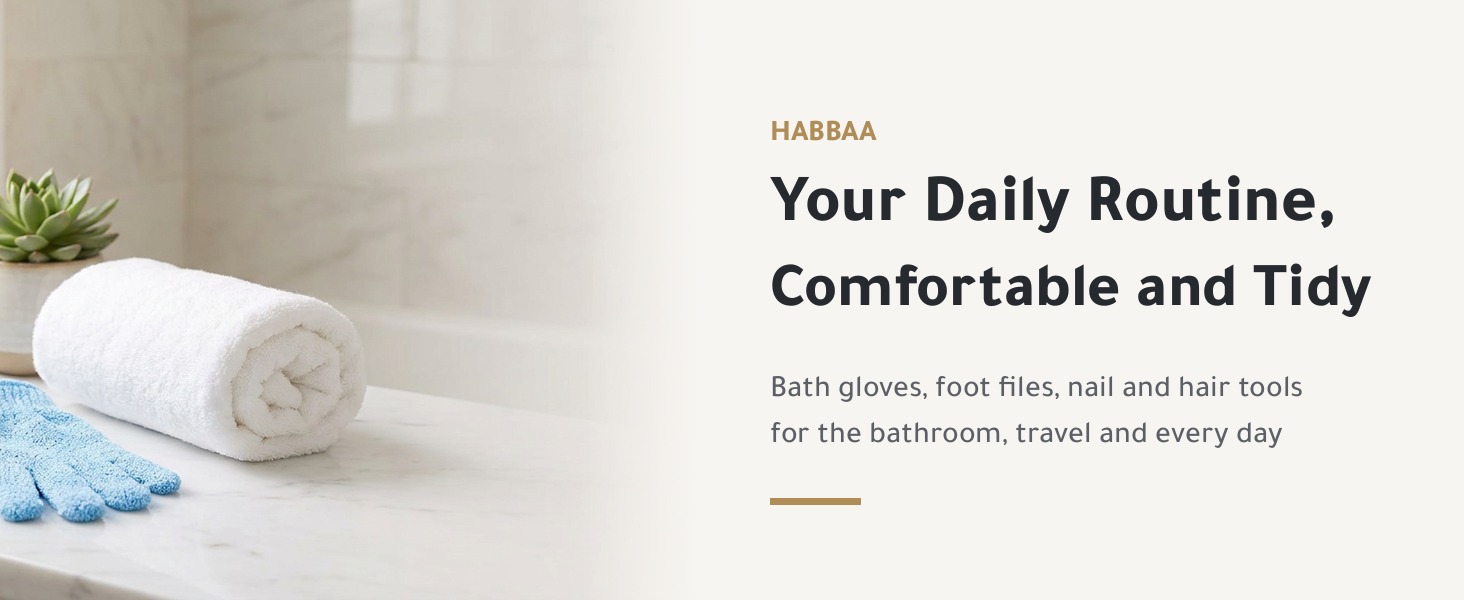 HABBAA
Your Daily Routine,
Comfortable and Tidy
Bath gloves, foot files, nail and hair tools
for the bathroom, travel and every day